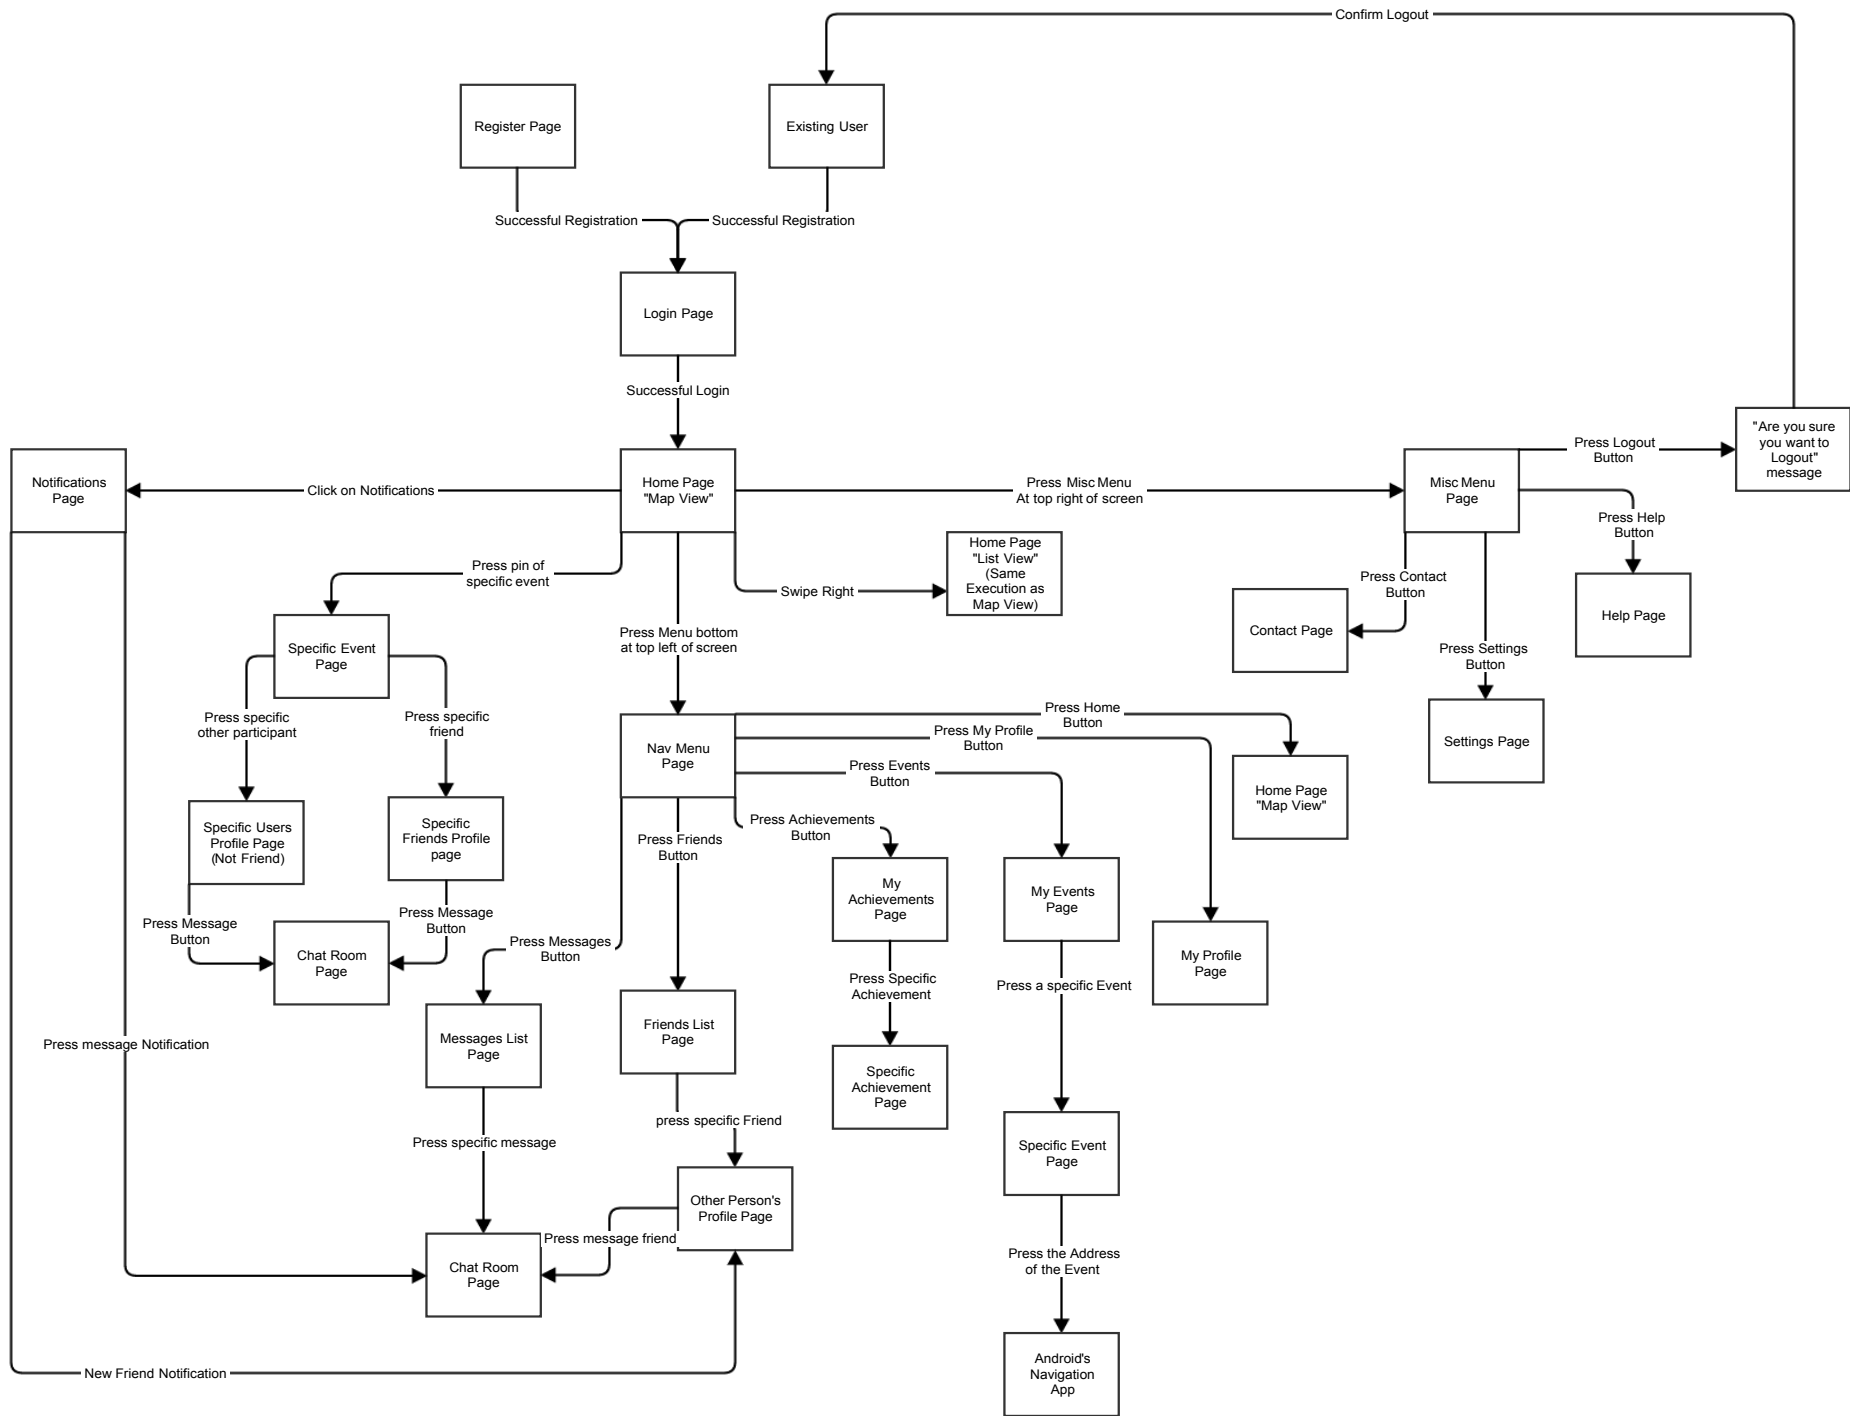 Confirm Logout
Register Page
Existing User
Successful Registration
Successful Registration
Login Page
Successful Login
"Are you sure
you want to
Logout"
message
Press Logout
Button
Notifications
Page
Click on Notifications
Home Page
"Map View"
Press Misc Menu
At top right of screen
Misc Menu
Page
Press Help
Button
Press pin of
specific event
Home Page
"List View"
(Same
Execution as
Map View)
Swipe Right
Press Contact
Button
Help Page
Contact Page
Press Menu bottom
at top left of screen
Specific Event
Page
Press Settings
Button
Press specific
other participant
Press specific
friend
Press Home
Button
Press My Profile
Button
Nav Menu
Page
Settings Page
Press Events
Button
Home Page
"Map View"
Specific Users
Profile Page
(Not Friend)
Specific
Friends Profile
page
Press Friends
Button
Press Achievements
Button
My
Achievements
Page
My Events
Page
Press Message
Button
Press Message
Button
Chat Room
Page
Press Messages
Button
My Profile
Page
Press Specific
Achievement
Press a specific Event
Press message Notification
Messages List
Page
Friends List
Page
Specific
Achievement
Page
press specific Friend
Press specific message
Specific Event
Page
Other Person's
Profile Page
Press message friend
Chat Room
Page
Press the Address
of the Event
New Friend Notification
Android's
Navigation
App